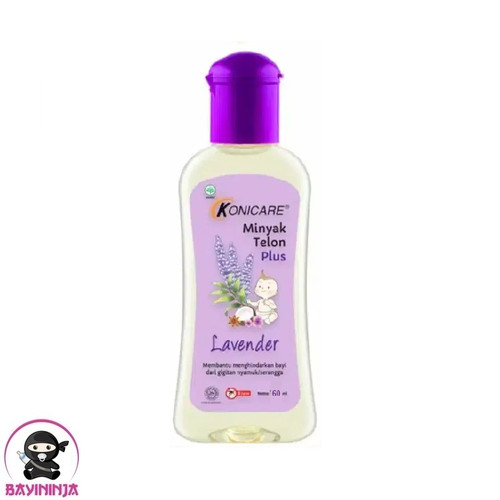 KONICARE®
Minyak
Telon
Plus
Lavender
Membantu menghindarkan bayi
dari gigitan nyamuk/serangga
Netto 60 ml
BAYININJA